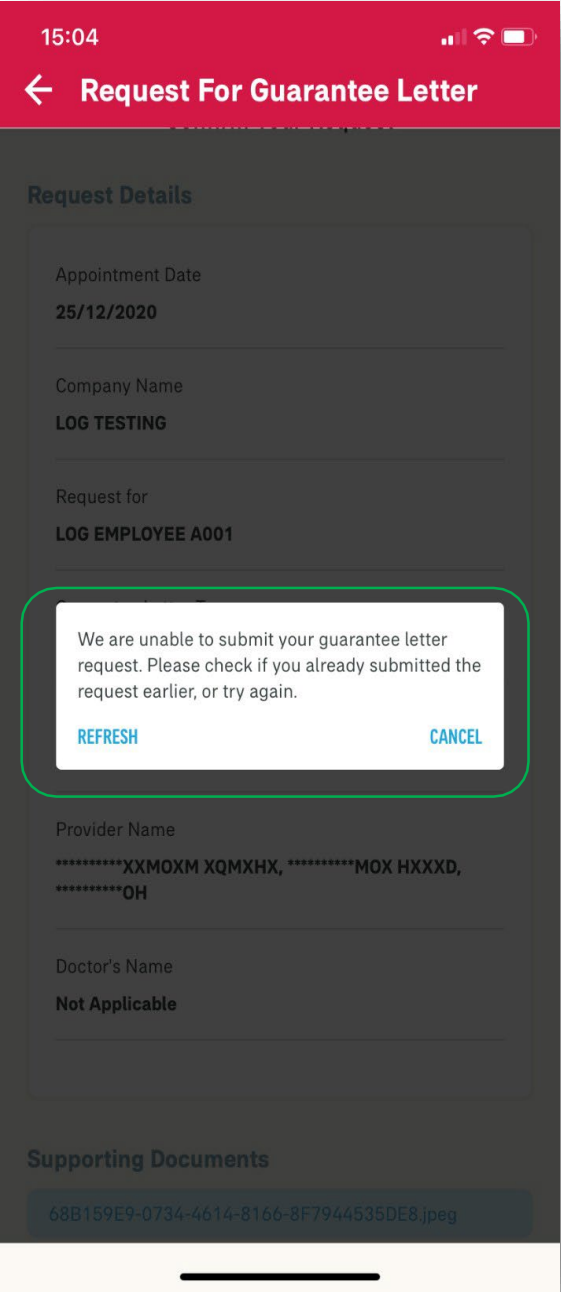 15:04
Request For Guarantee Letter
Request Details
Appointment Date
25/12/2020
Company Name
LOG TESTING
Request for
LOG EMPLOYEE A001
We are unable to submit your guarantee letter
request. Please check if you already submitted the
request earlier, or try again.
REFRESH CANCEL
Provider Name
**********XXMOXM XQMXHX, **********MOX HXXXD,
**********OH
Doctor's Name
Not Applicable
Supporting Documents
68B159E9-0734-4614-8166-8F7944535DE8.jpeg